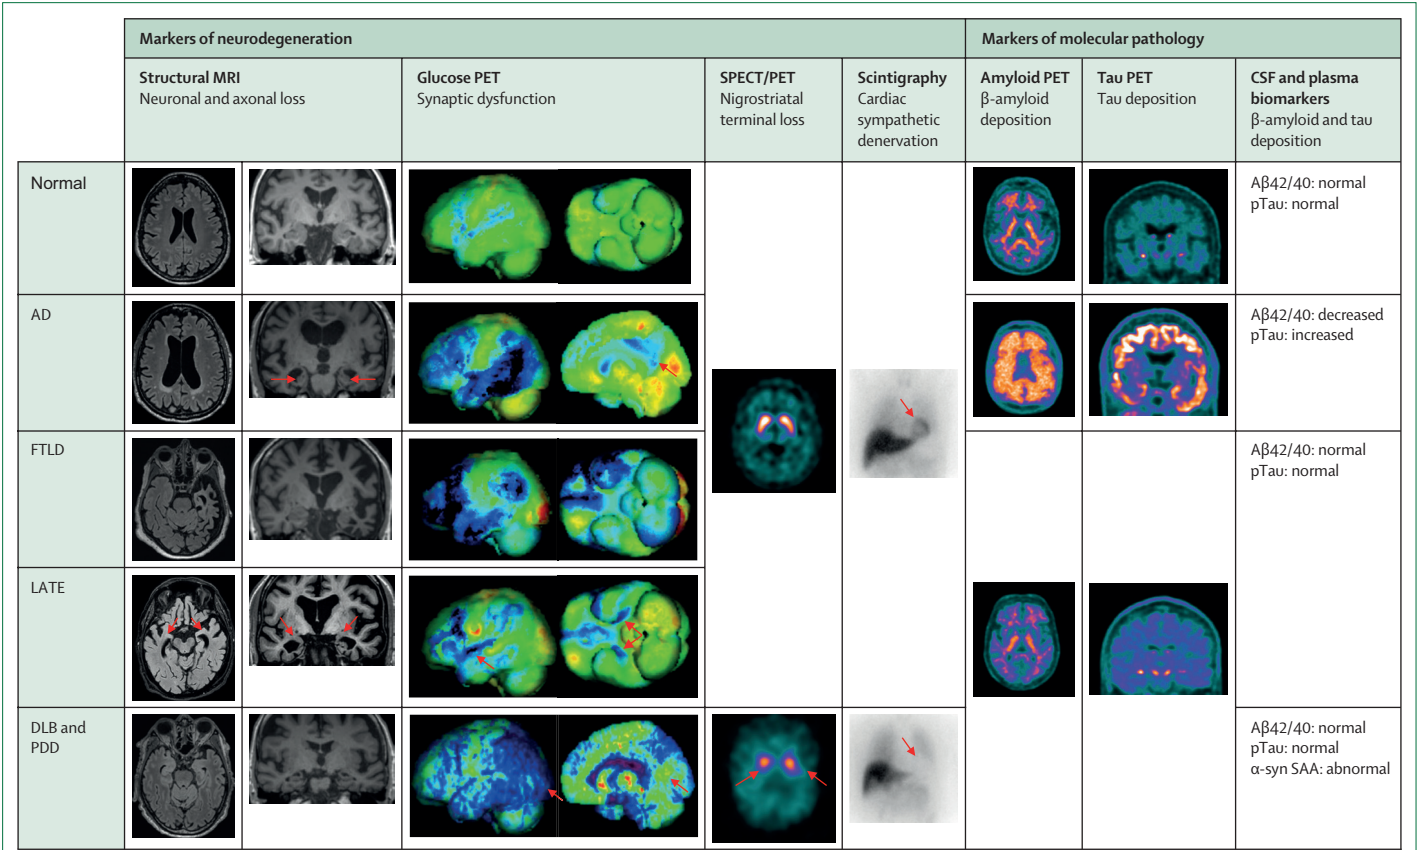 Markers of neurodegeneration
Markers of molecular pathology
Structural MRI
Neuronal and axonal loss
Glucose PET
Synaptic dysfunction
SPECT/PET
Nigrostriatal
terminal loss
Scintigraphy
Cardiac
sympathetic
denervation
Amyloid PET
β-amyloid
deposition
Tau PET
Tau deposition
CSF and plasma
biomarkers
β-amyloid and tau
deposition
Normal
Aβ42/40: normal
pTau: normal
AD
Aβ42/40: decreased
pTau: increased
FTLD
Aβ42/40: normal
pTau: normal
LATE
DLB and
PDD
Aβ42/40: normal
pTau: normal
α-syn SAA: abnormal